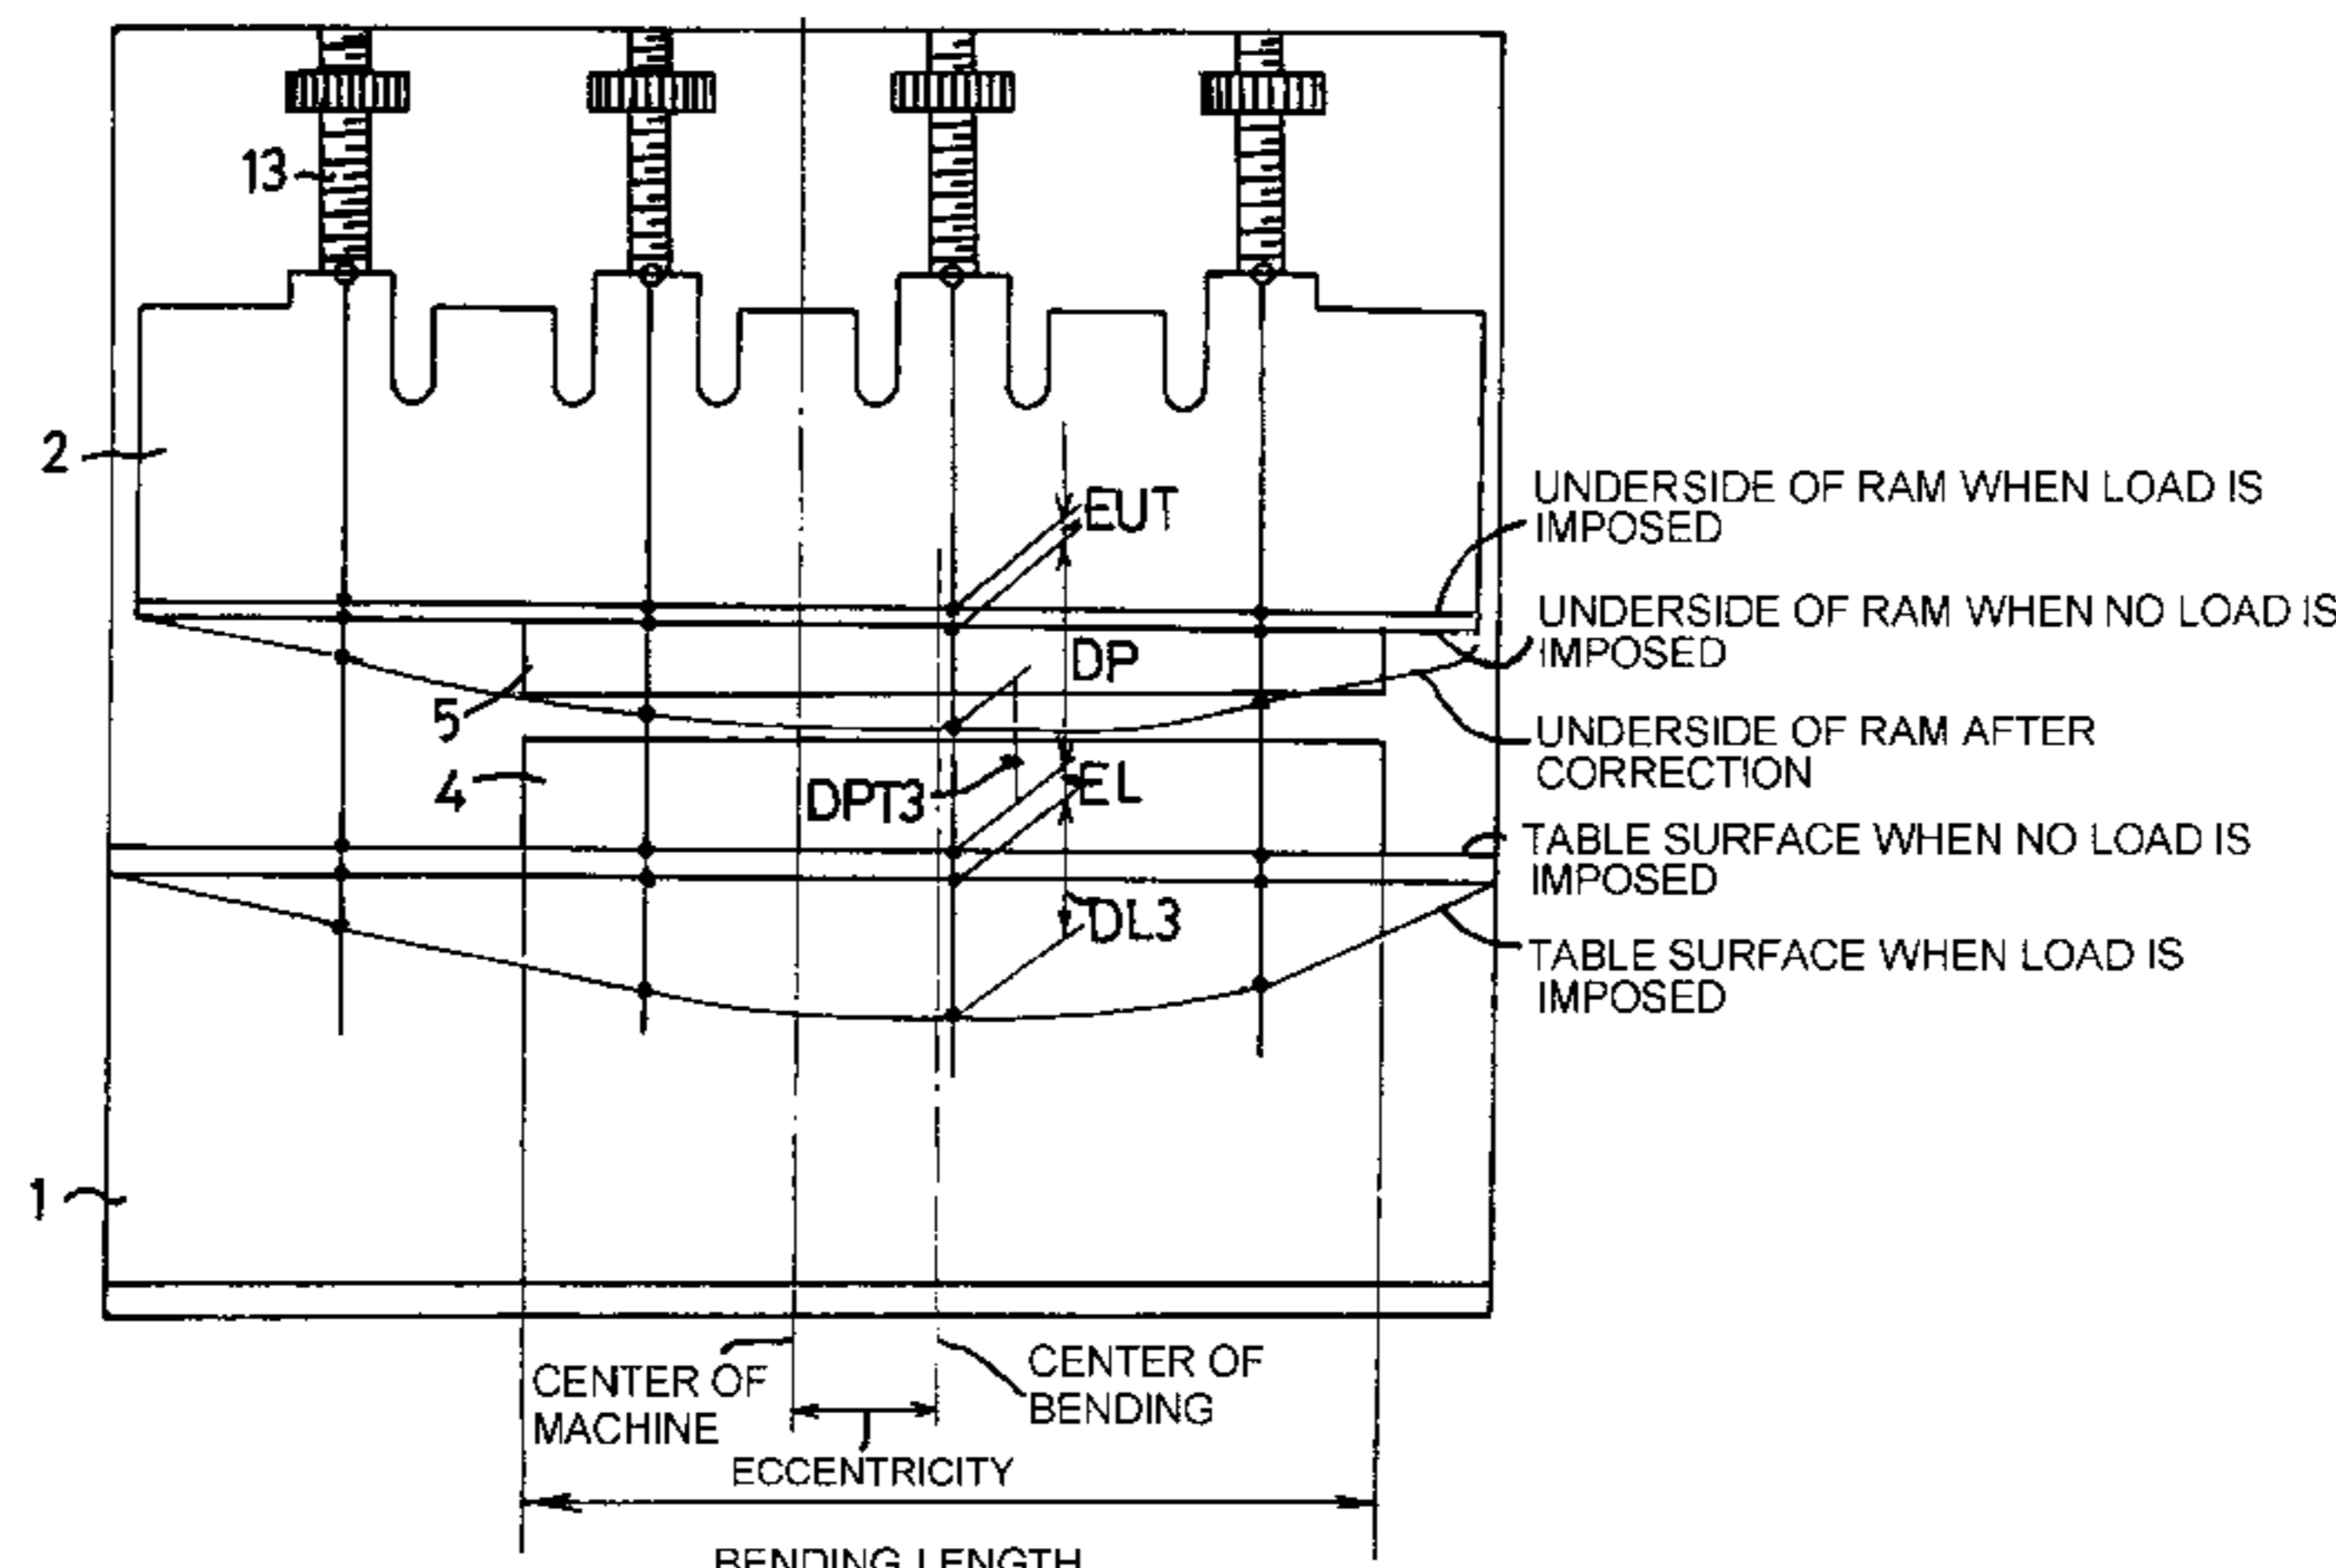 13
2
EUT
UNDERSIDE OF RAM WHEN LOAD IS
IMPOSED
UNDERSIDE OF RAM WHEN NO LOAD IS
IMPOSED
DP
5
UNDERSIDE OF RAM AFTER
CORRECTION
4
DPT3
EL
TABLE SURFACE WHEN NO LOAD IS
IMPOSED
DL3
TABLE SURFACE WHEN LOAD IS
IMPOSED
1
CENTER OF
MACHINE
CENTER OF
BENDING
ECCENTRICITY
BENDING LENGTH